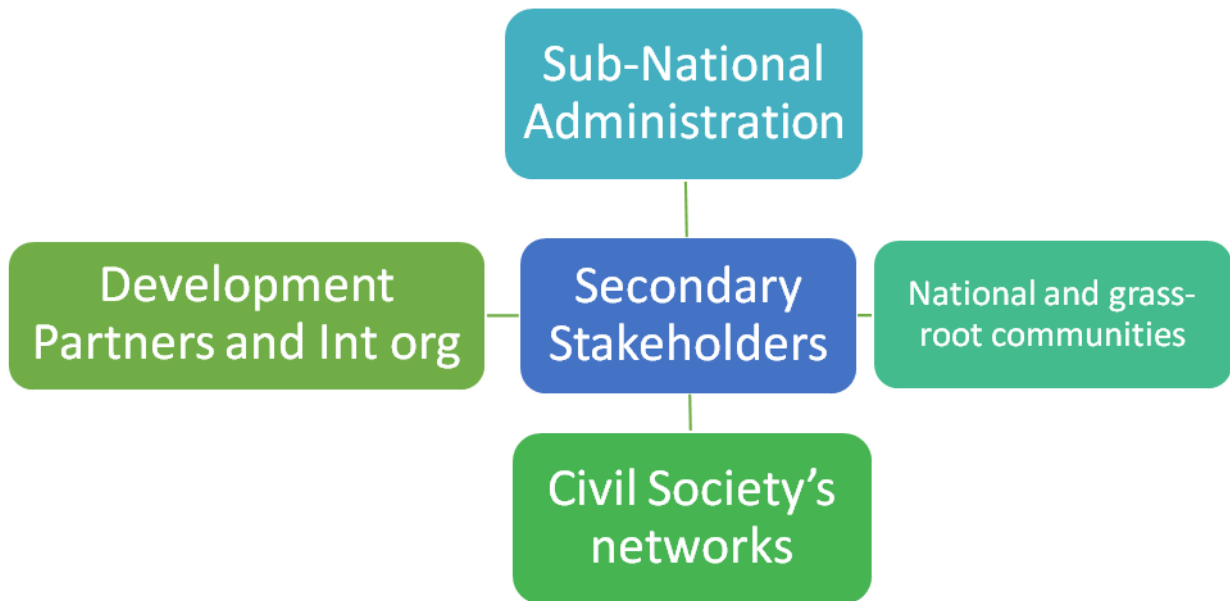 Sub-National
Administration
Development
Partners and Int org
Secondary
Stakeholders
National and grass-
root communities
Civil Society’s
networks